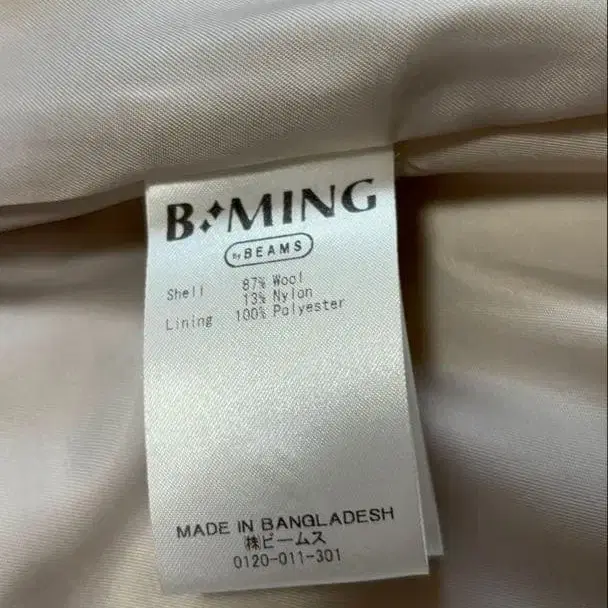 B✦MING
by BEAMS
Shell 87% Wool
13% Nylon
Lining 100% Polyester
MADE IN BANGLADESH
㈱ビームス
0120-011-301